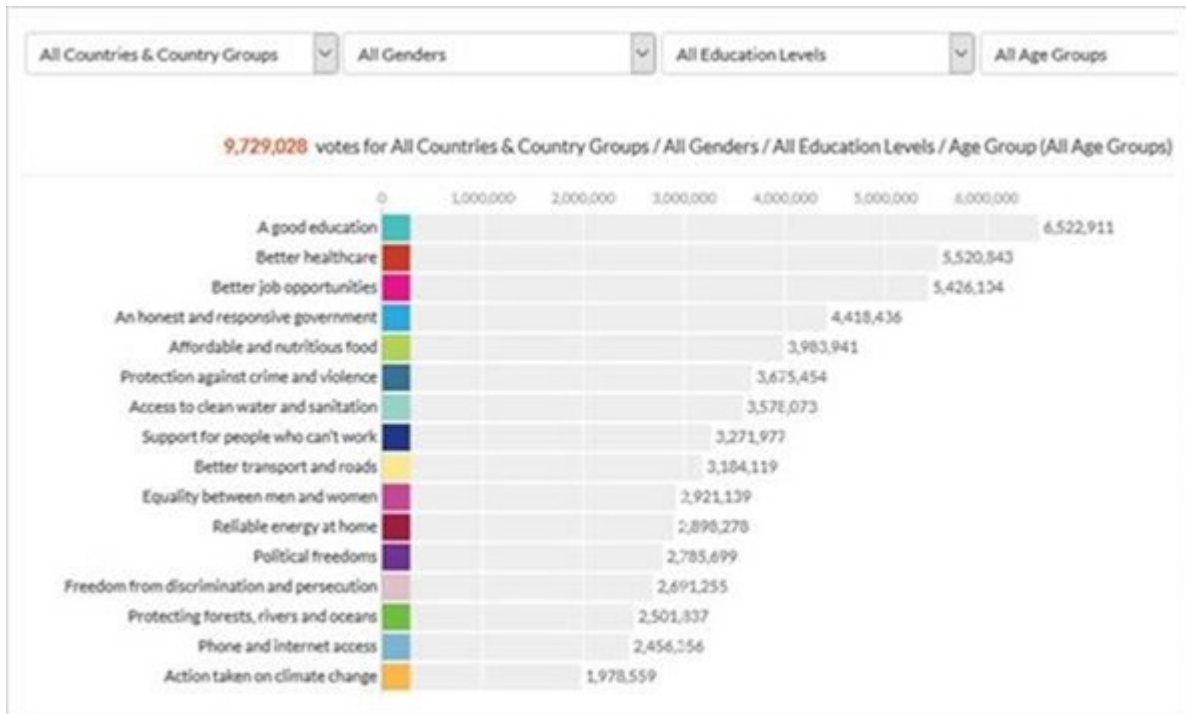 All Countries & Country Groups All Genders All Education Levels All Age Groups
9,729,028 votes for All Countries & Country Groups / All Genders / All Education Levels / Age Group (All Age Groups)
0 1,000,000 2,000,000 3,000,000 4,000,000 5,000,000 6,000,000
A good education 6,522,911
Better healthcare 5,520,843
Better job opportunities
An honest and responsive government 4,418,436
Affordable and nutritious food 3,983,941
Protection against crime and violence 3,675,454
Access to clean water and sanitation 3,578,073
Support for people who can't work 3,271,977
Better transport and roads 3,184,119
Equality between men and women 2,921,139
Reliable energy at home 2,898,278
Political freedoms 2,785,699
Freedom from discrimination and persecution 2,691,255
Protecting forests, rivers and oceans 2,501,837
Phone and internet access
Action taken on climate change 1,978,559